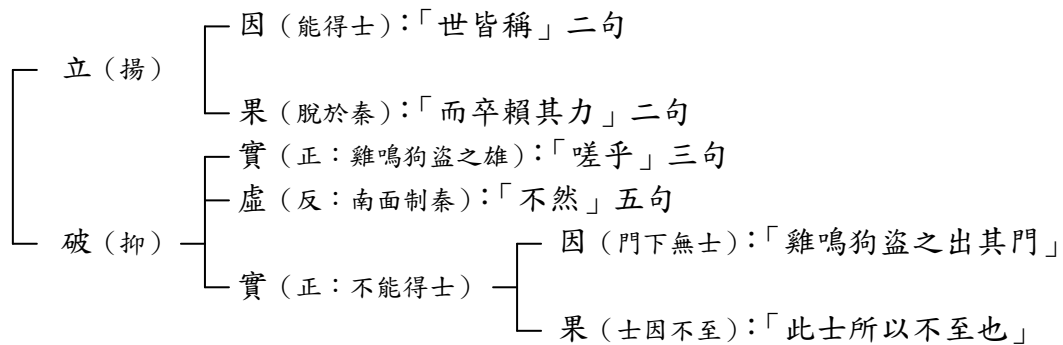 因（能得士）：「世皆稱」二句
立（揚）
果（脫於秦）：「而卒賴其力」二句
實（正：雞鳴狗盜之雄）：「嗟乎」三句
虛（反：南面制秦）：「不然」五句
破（抑）
因（門下無士）：「雞鳴狗盜之出其門」
實（正：不能得士）
果（士因不至）：「此士所以不至也」